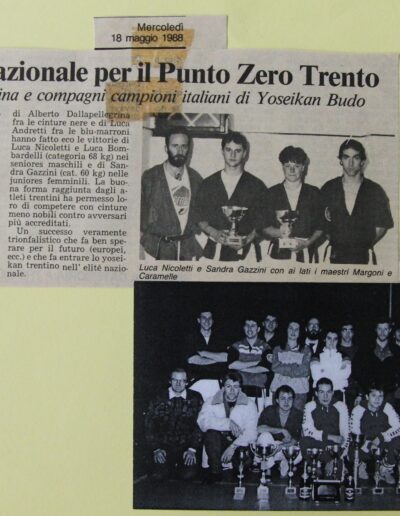 Mercoledì
18 maggio 1988
azionale per il Punto Zero Trento
ina e compagni campioni italiani di Yoseikan Budo
di Alberto Dallapellegrina
fra le cinture nere e di Luca
Andretti fra le blu-marroni
hanno fatto eco le vittorie di
Luca Nicoletti e Luca Bom-
bardelli (categoria 68 kg) nei
seniores maschili e di San-
dra Gazzini (cat. 60 kg) nelle
juniores femminili. La buo-
na forma raggiunta dagli a-
tleti trentini ha permesso lo-
ro di competere con cinture
meno nobili contro avversari
più accreditati.
Un successo veramente
trionfalistico che fa ben spe-
rare per il futuro (europei,
ecc.) e che fa entrare lo yosei-
kan trentino nell' elité nazio-
nale.
Luca Nicoletti e Sandra Gazzini con ai lati i maestri Margoni e
Caramelle